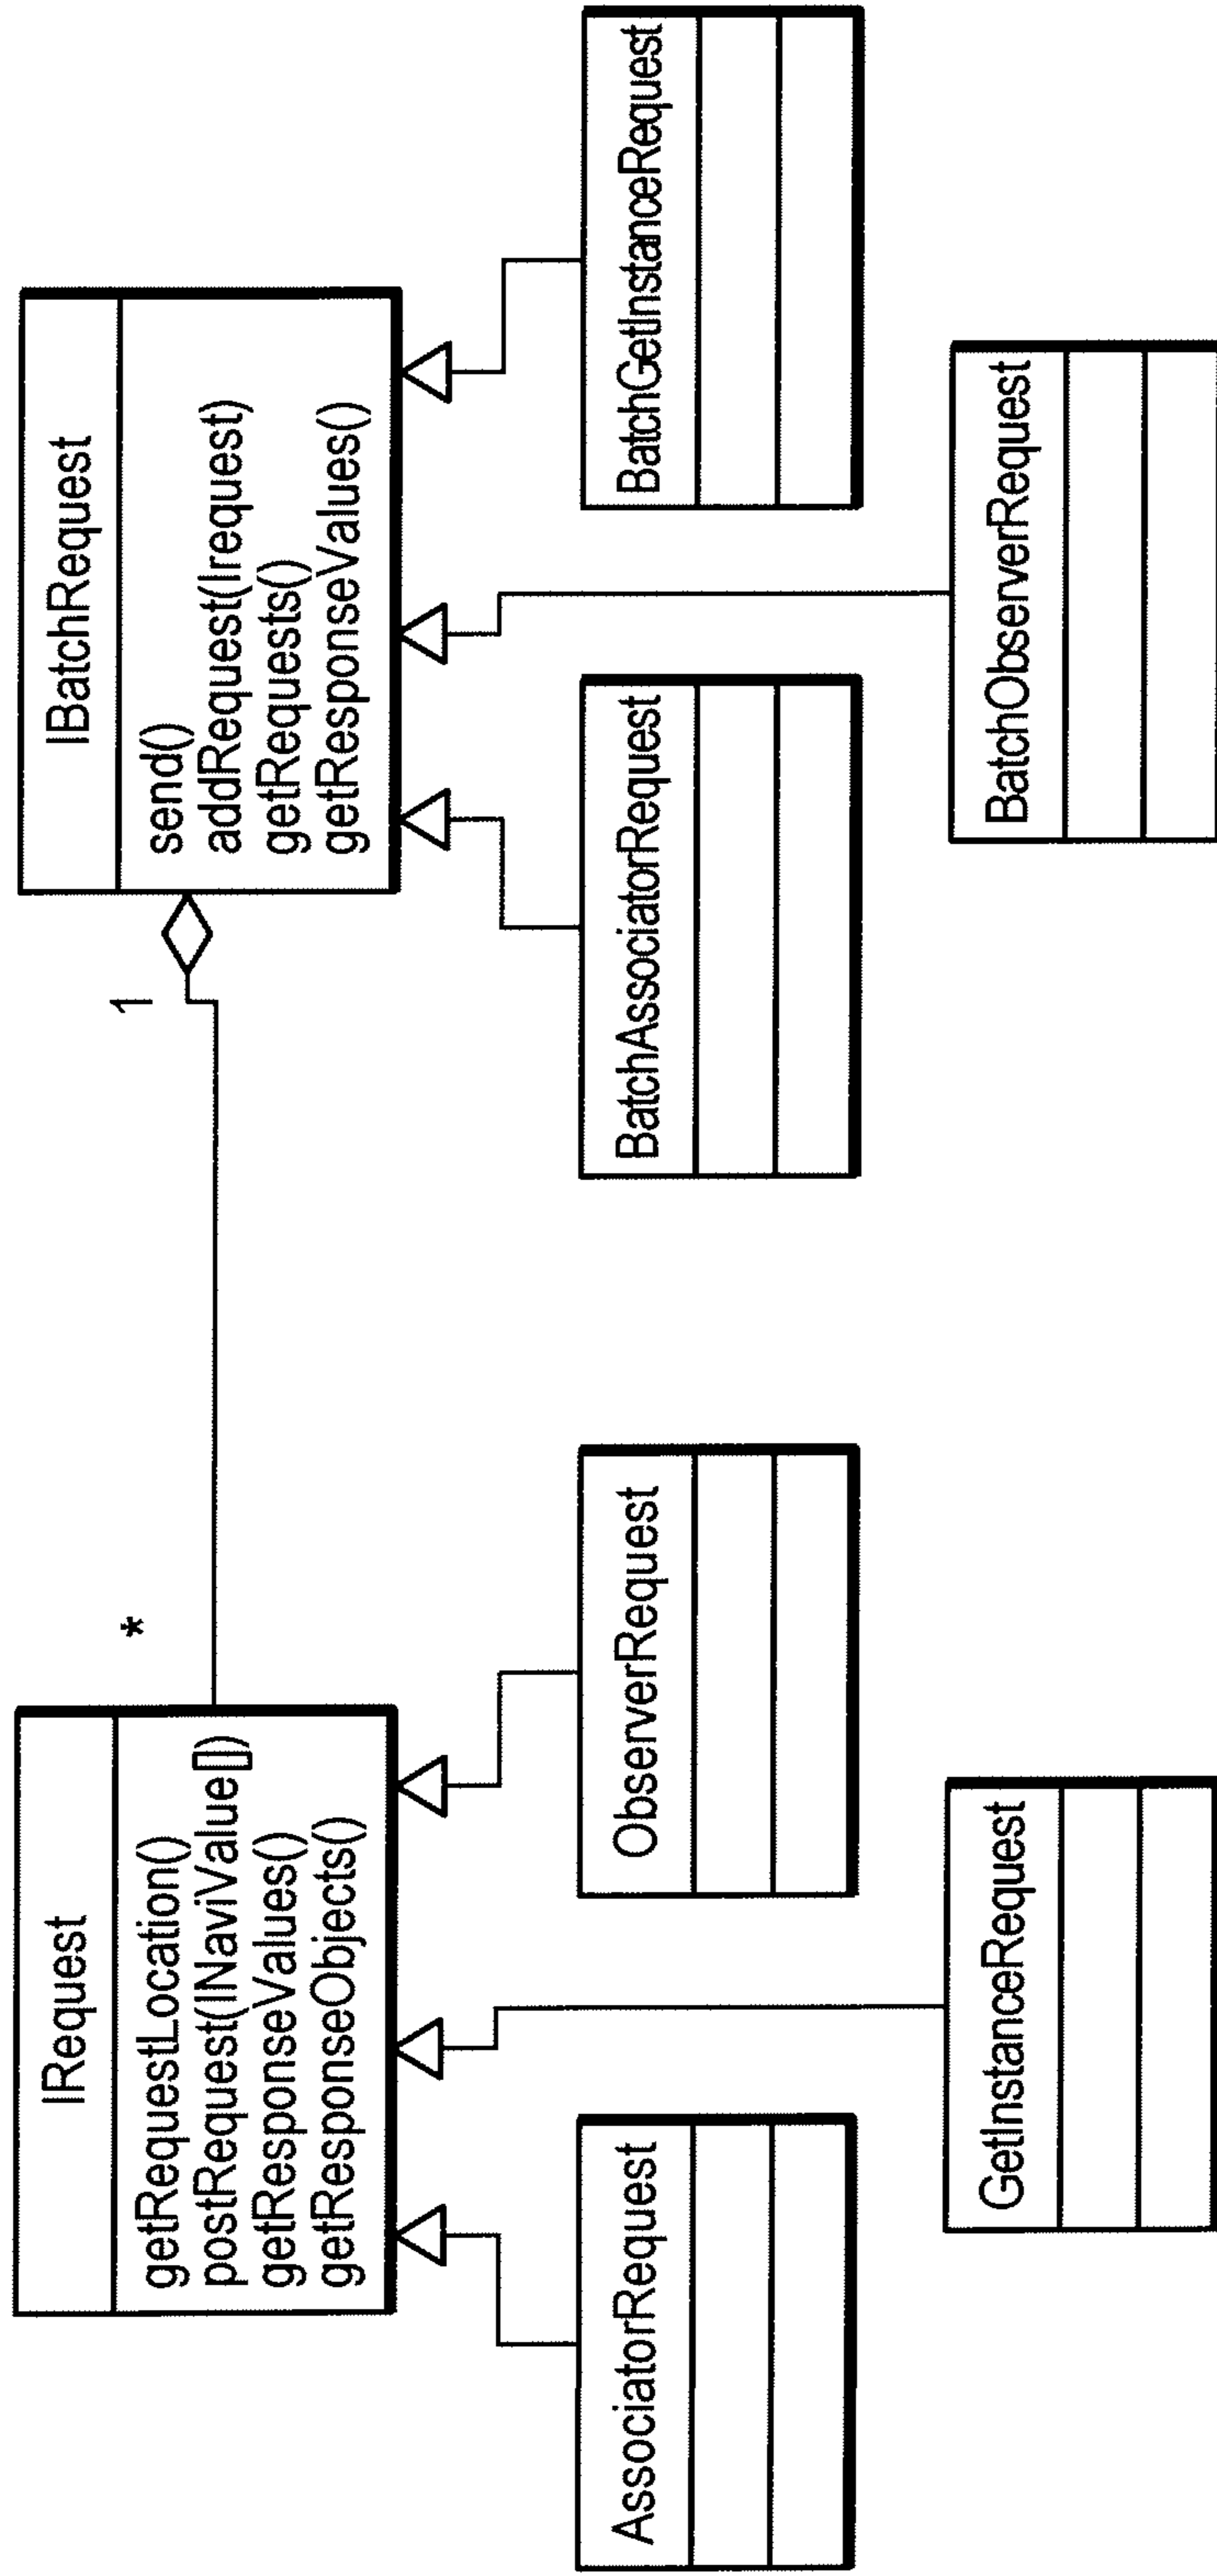 IRequest
getRequestLocation()
postRequest(INaviValue[])
getResponseValues()
getResponseObjects()
*
1
IBatchRequest
send()
addRequest(Irequest)
getRequests()
getResponseValues()
AssociatorRequest
ObserverRequest
BatchAssociatorRequest
BatchGetInstanceRequest
GetInstanceRequest
BatchObserverRequest